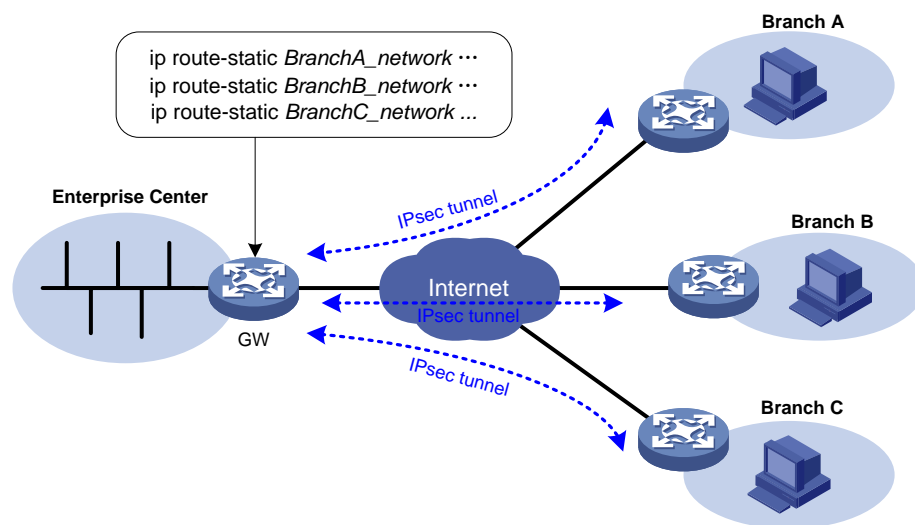 ip route-static BranchA_network ···
ip route-static BranchB_network ···
ip route-static BranchC_network ...
Branch A
Enterprise Center
IPsec tunnel
Branch B
Internet
IPsec tunnel
GW
IPsec tunnel
Branch C